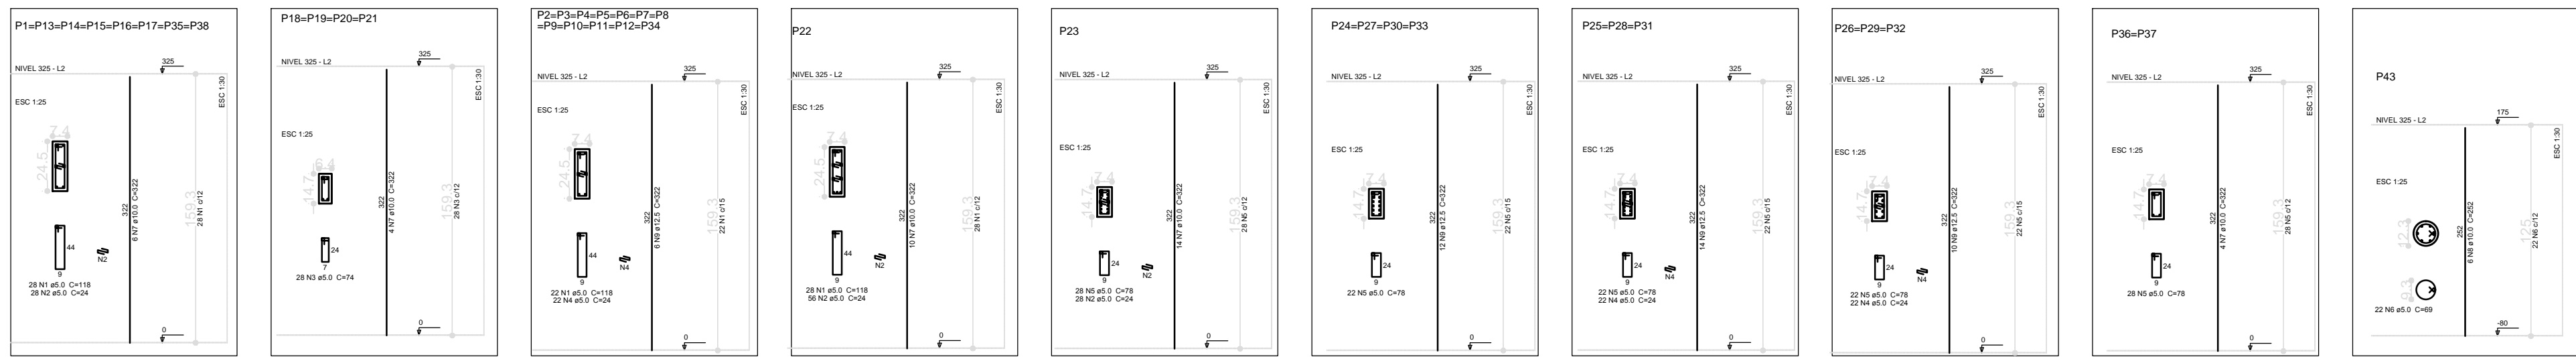 P1=P13=P14=P15=P16=P17=P35=P38
325
NIVEL 325 - L2
ESC 1:30
ESC 1:25
7.4
24.5
322
6 N7 ø10.0 C=322
159.3
28 N1 c/12
44
9
N2
28 N1 ø5.0 C=118
28 N2 ø5.0 C=24
0
P18=P19=P20=P21
325
NIVEL 325 - L2
ESC 1:30
ESC 1:25
14.7
322
4 N7 ø10.0 C=322
159.3
28 N3 c/12
24
7
28 N3 ø5.0 C=74
0
P2=P3=P4=P5=P6=P7=P8
=P9=P10=P11=P12=P34
325
NIVEL 325 - L2
ESC 1:30
ESC 1:25
7.4
24.5
322
6 N9 ø12.5 C=322
159.3
22 N1 c/15
44
9
N4
22 N1 ø5.0 C=118
22 N4 ø5.0 C=24
0
P22
325
NIVEL 325 - L2
ESC 1:30
ESC 1:25
7.4
24.5
322
10 N7 ø10.0 C=322
159.3
28 N1 c/12
44
9
N2
28 N1 ø5.0 C=118
56 N2 ø5.0 C=24
0
P23
325
NIVEL 325 - L2
ESC 1:30
ESC 1:25
7.4
14.7
322
14 N7 ø10.0 C=322
159.3
28 N5 c/12
24
9
N2
28 N5 ø5.0 C=78
28 N2 ø5.0 C=24
0
P24=P27=P30=P33
325
NIVEL 325 - L2
ESC 1:30
ESC 1:25
7.4
14.7
322
12 N9 ø12.5 C=322
159.3
22 N5 c/15
24
9
22 N5 ø5.0 C=78
0
P25=P28=P31
325
NIVEL 325 - L2
ESC 1:30
ESC 1:25
7.4
14.7
322
14 N9 ø12.5 C=322
159.3
22 N5 c/15
24
9
N4
22 N5 ø5.0 C=78
22 N4 ø5.0 C=24
0
P26=P29=P32
325
NIVEL 325 - L2
ESC 1:30
ESC 1:25
7.4
14.7
322
10 N9 ø12.5 C=322
159.3
22 N5 c/15
24
9
N4
22 N5 ø5.0 C=78
22 N4 ø5.0 C=24
0
P36=P37
325
NIVEL 325 - L2
ESC 1:30
ESC 1:25
7.4
14.7
322
4 N7 ø10.0 C=322
159.3
28 N5 c/12
24
9
28 N5 ø5.0 C=78
0
P43
175
NIVEL 325 - L2
ESC 1:30
ESC 1:25
12.3
252
6 N8 ø10.0 C=252
125
22 N6 c/12
9.3
22 N6 ø5.0 C=69
-80